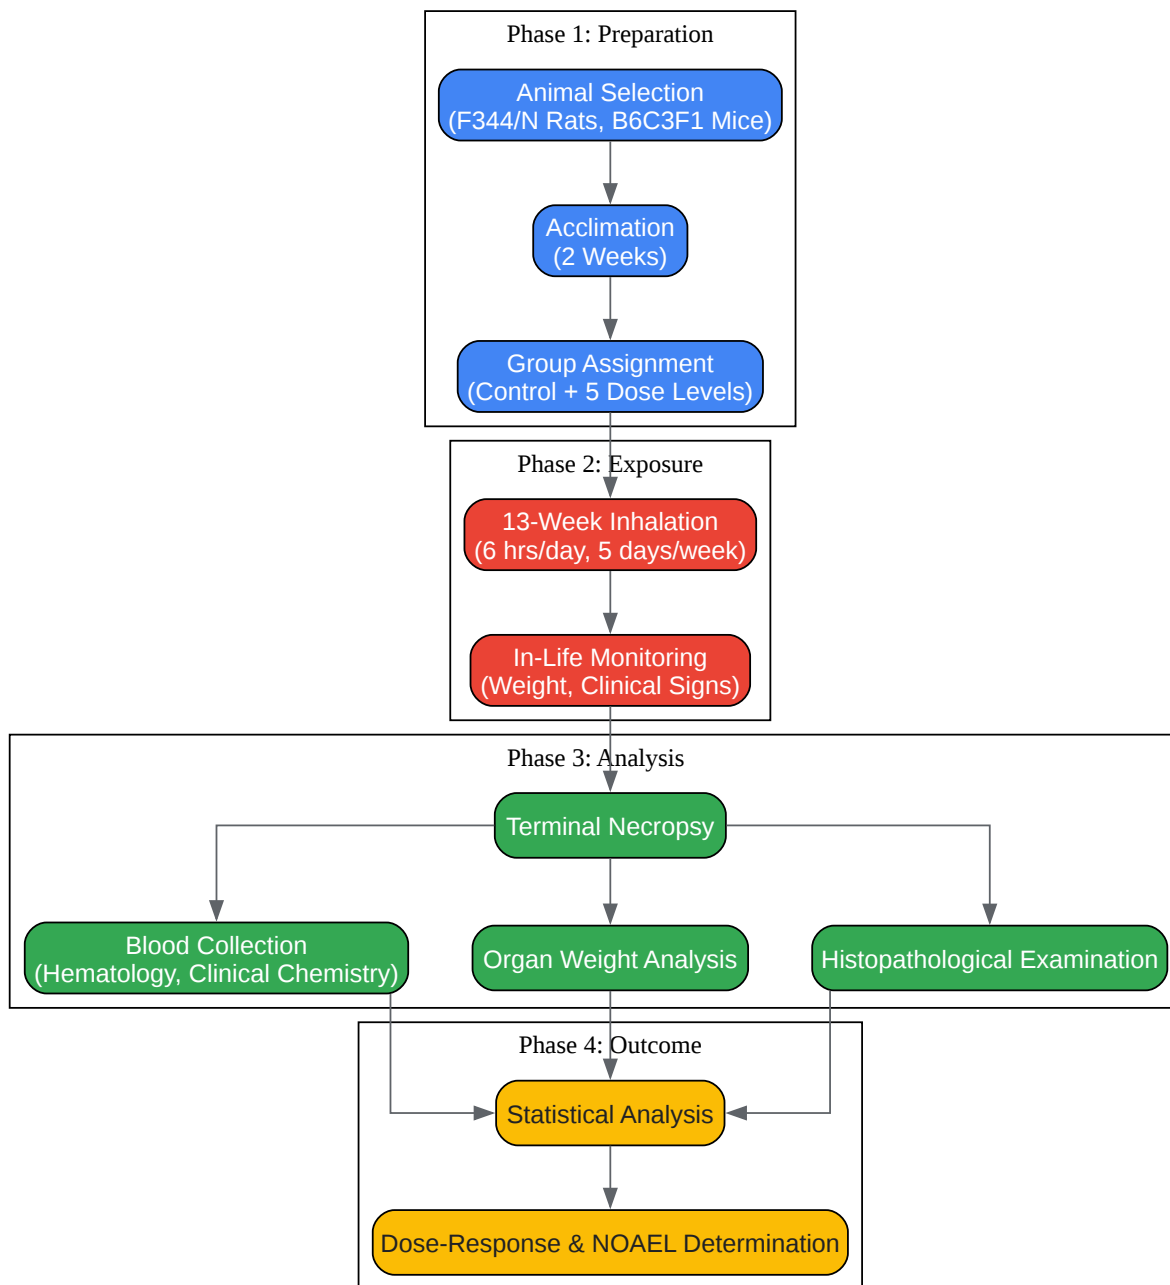 Phase 1: Preparation
Animal Selection
(F344/N Rats, B6C3F1 Mice)
Acclimation
(2 Weeks)
Group Assignment
(Control + 5 Dose Levels)
Phase 2: Exposure
13-Week Inhalation
(6 hrs/day, 5 days/week)
In-Life Monitoring
(Weight, Clinical Signs)
Phase 3: Analysis
Terminal Necropsy
Blood Collection
(Hematology, Clinical Chemistry)
Organ Weight Analysis
Histopathological Examination
Phase 4: Outcome
Statistical Analysis
Dose-Response & NOAEL Determination